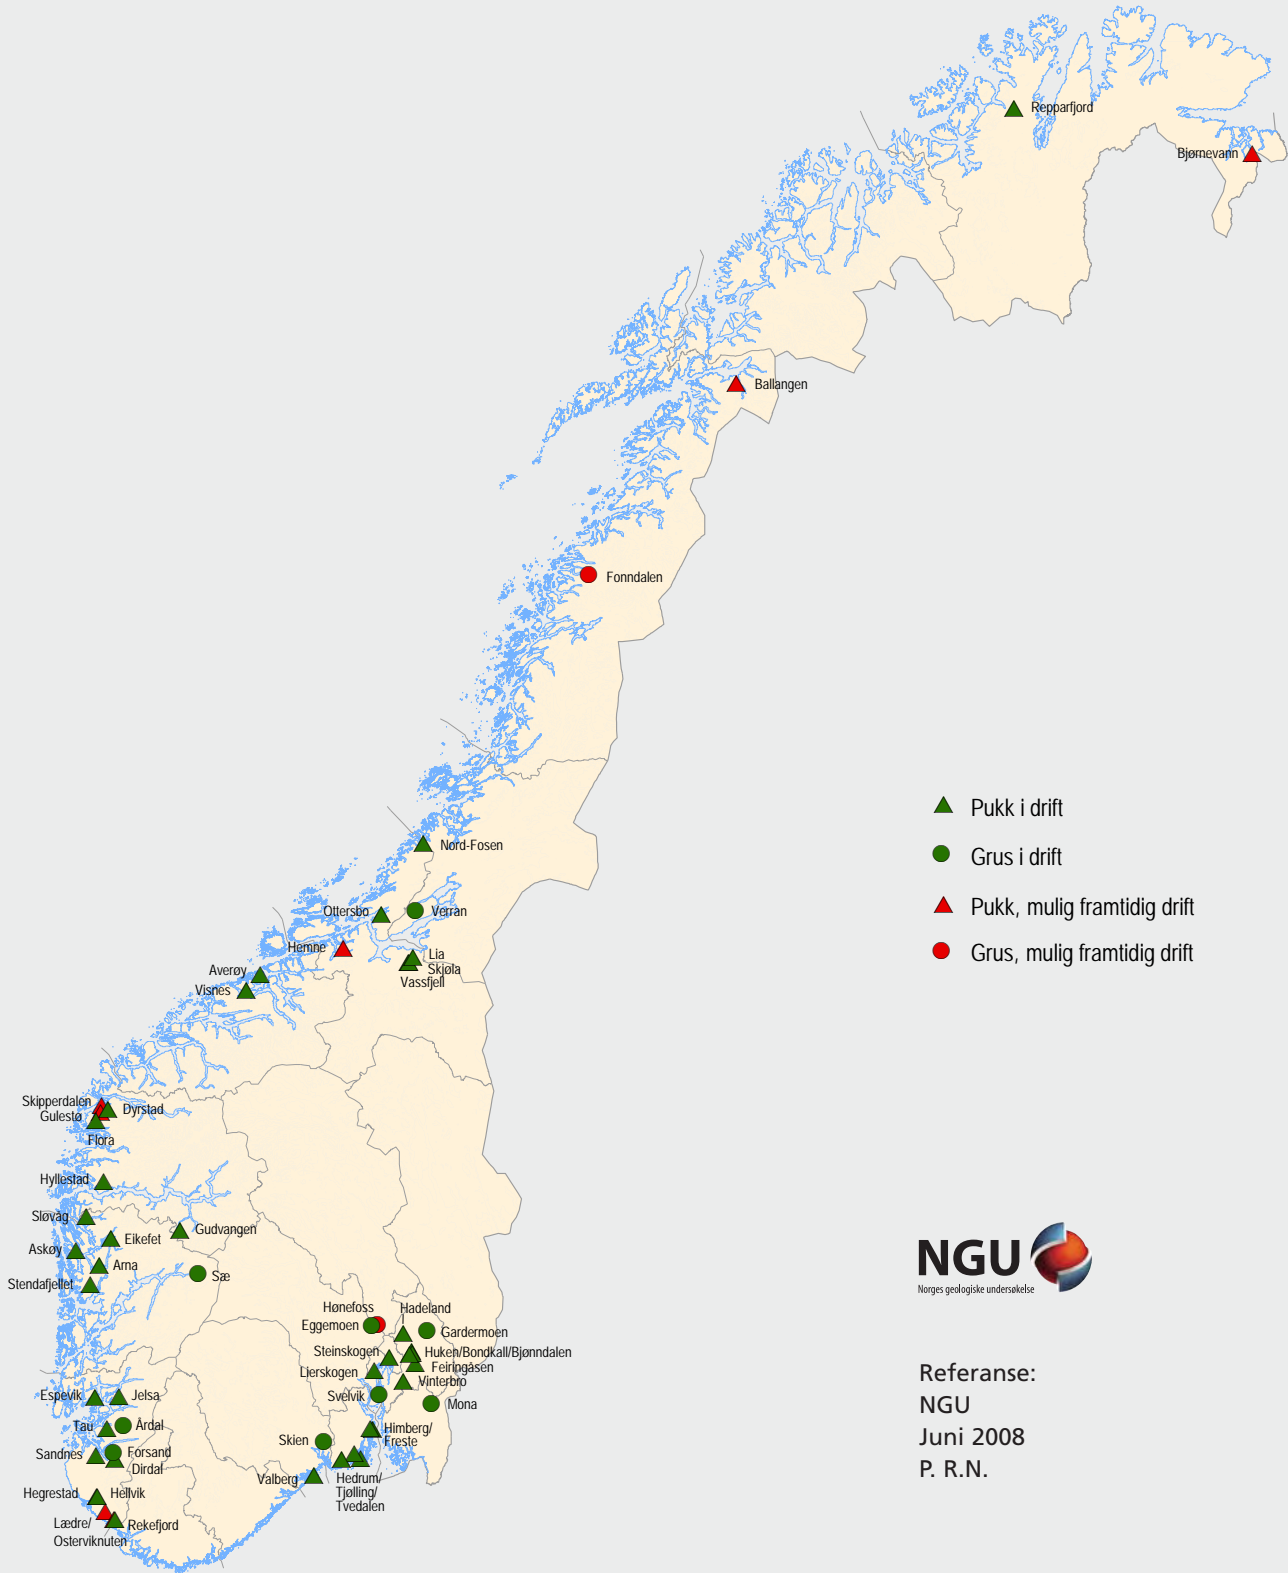 Repparfjord
Bjørnevann
Ballangen
Fonndalen
Pukk i drift
Grus i drift
Pukk, mulig framtidig drift
Grus, mulig framtidig drift
Nord-Fosen
Ottersbo
Verran
Hemne
Lia
Skjøla
Vassfjell
Averøy
Visnes
Skipperdalen
Gulestø
Dyrstad
Flora
Hyllestad
Sløvåg
Gudvangen
Eikefet
Askøy
Arna
Sæ
Stendafjellet
Hønefoss
Eggemoen
Hadeland
Gardermoen
Steinskogen
Huken/Bondkall/Bjønndalen
Feiringåsen
Lierskogen
Vinterbro
Svelvik
Mona
Espevik
Jelsa
Tau
Årdal
Himberg/
Freste
Skien
Sandnes
Forsand
Dirdal
Valberg
Hedrum/
Tjølling/
Tvedalen
Hegrestad
Hellvik
Lædre/
Osterviknuten
Rekefjord
NGU
Norges geologiske undersøkelse
Referanse:
NGU
Juni 2008
P. R.N.